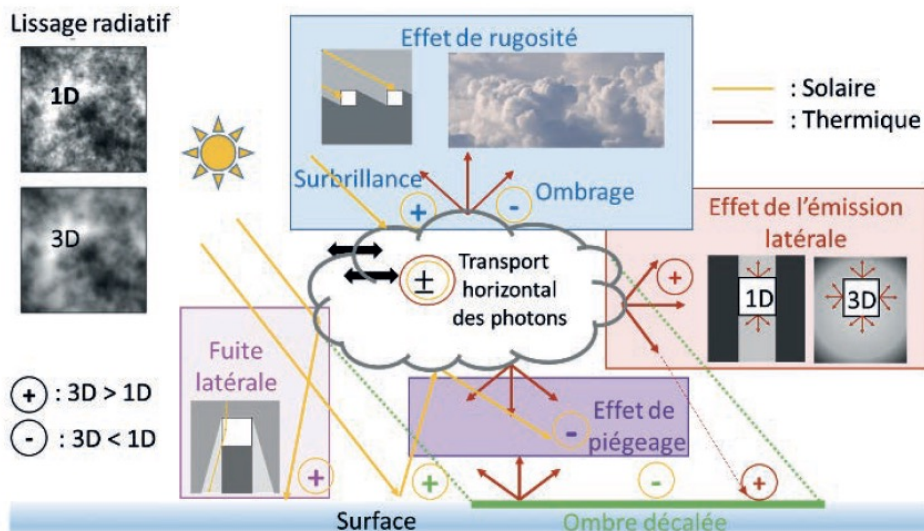 Lissage radiatif
1D
3D
+ : 3D > 1D
- : 3D < 1D
Effet de rugosité
Surbrillance
+
-
Ombrage
: Solaire
: Thermique
Effet de l'émission
latérale
+
1D
3D
±
Transport
horizontal
des photons
Fuite
latérale
+
Effet de
piégeage
-
+
-
+
Surface
Ombre décalée